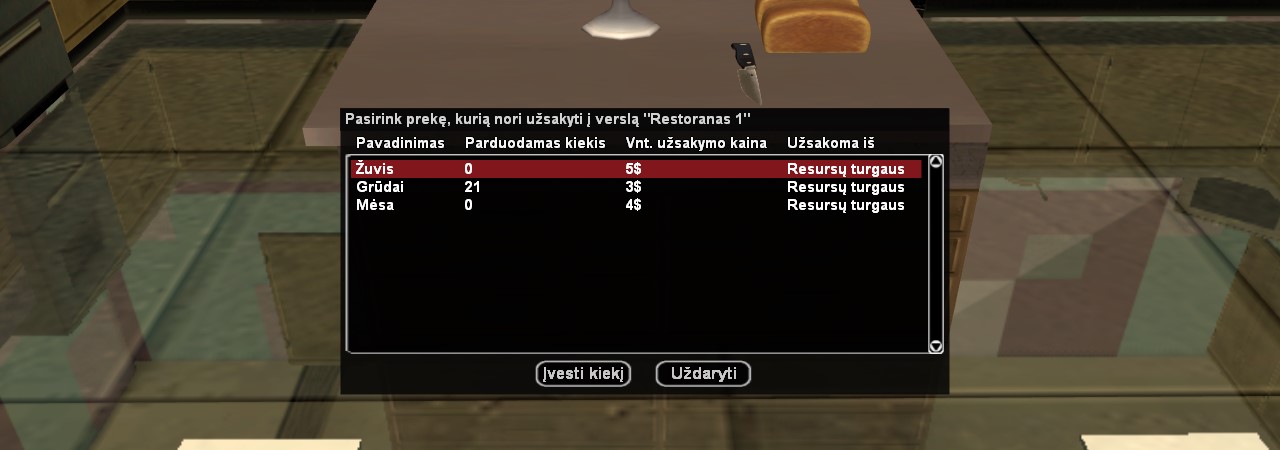 Pasirink prekę, kurią nori užsakyti į verslą "Restoranas 1"
Pavadinimas Parduodamas kiekis Vnt. užsakymo kaina Užsakoma iš
Žuvis 0 5$ Resursų turgaus
Grūdai 21 3$ Resursų turgaus
Mėsa 0 4$ Resursų turgaus
Įvesti kiekį Uždaryti